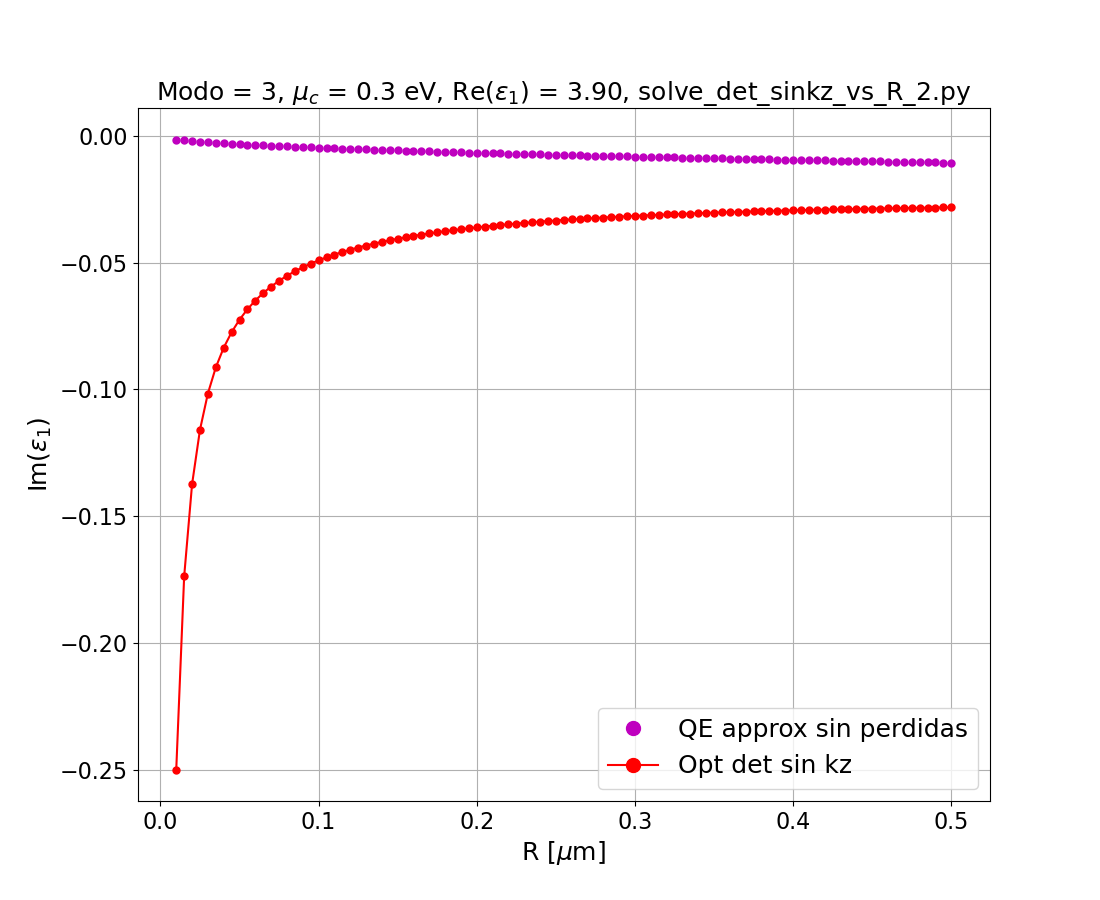 Modo = 3, μ_c = 0.3 eV, Re(ε₁) = 3.90, solve_det_sinkz_vs_R_2.py
0.00
−0.05
−0.10
−0.15
−0.20
−0.25
Im(ε₁)
QE approx sin perdidas
Opt det sin kz
0.0 0.1 0.2 0.3 0.4 0.5
R [μm]